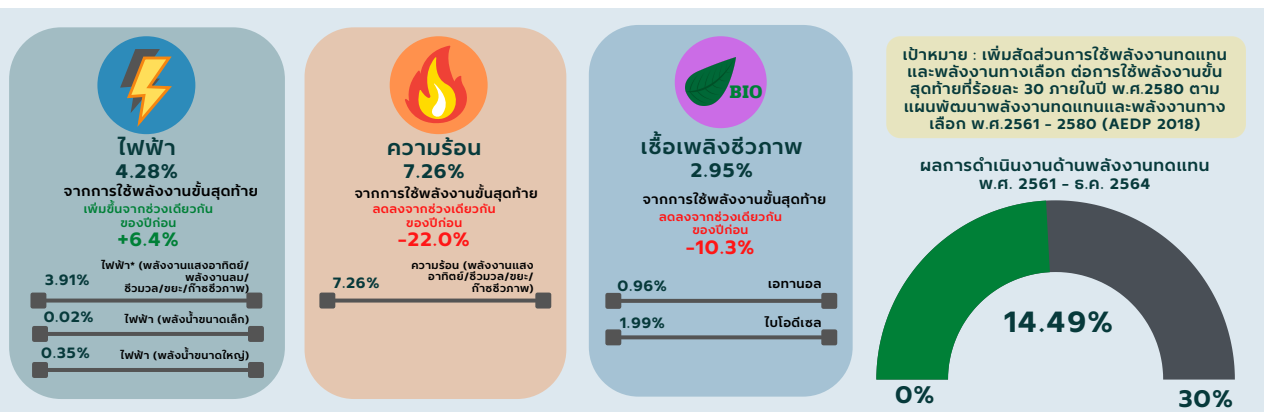 ไฟฟ้า
4.28%
จากการใช้พลังงานขั้นสุดท้าย
เพิ่มขึ้นจากช่วงเดียวกัน
ของปีก่อน
+6.4%
3.91%
ไฟฟ้า* (พลังงานแสงอาทิตย์/
พลังงานลม/
ชีวมวล/ขยะ/ก๊าซชีวภาพ)
0.02% ไฟฟ้า (พลังน้ำขนาดเล็ก)
0.35% ไฟฟ้า (พลังน้ำขนาดใหญ่)
ความร้อน
7.26%
จากการใช้พลังงานขั้นสุดท้าย
ลดลงจากช่วงเดียวกัน
ของปีก่อน
-22.0%
7.26%
ความร้อน (พลังงานแสง
อาทิตย์/ชีวมวล/ขยะ/
ก๊าซชีวภาพ)
BIO
เชื้อเพลิงชีวภาพ
2.95%
จากการใช้พลังงานขั้นสุดท้าย
ลดลงจากช่วงเดียวกัน
ของปีก่อน
-10.3%
0.96% เอทานอล
1.99% ไบโอดีเซล
เป้าหมาย : เพิ่มสัดส่วนการใช้พลังงานทดแทน
และพลังงานทางเลือก ต่อการใช้พลังงานขั้น
สุดท้ายที่ร้อยละ 30 ภายในปี พ.ศ.2580 ตาม
แผนพัฒนาพลังงานทดแทนและพลังงานทาง
เลือก พ.ศ.2561 - 2580 (AEDP 2018)
ผลการดำเนินงานด้านพลังงานทดแทน
พ.ศ. 2561 - ธ.ค. 2564
14.49%
0% 30%